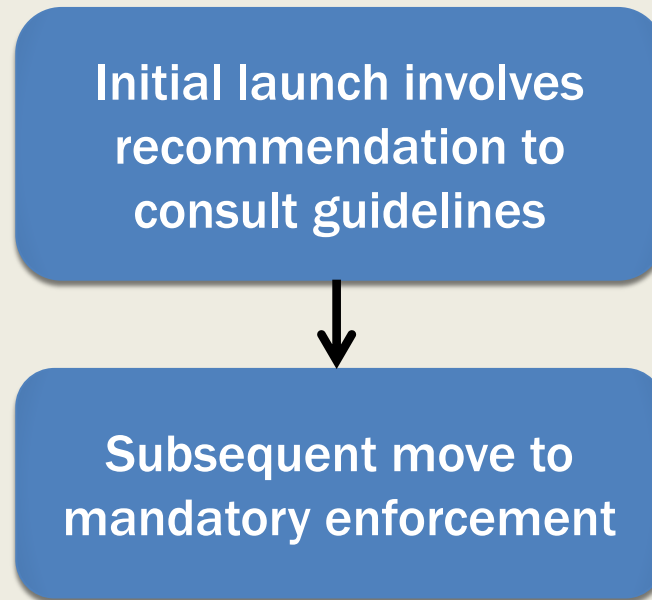 Initial launch involves
recommendation to
consult guidelines
Subsequent move to
mandatory enforcement